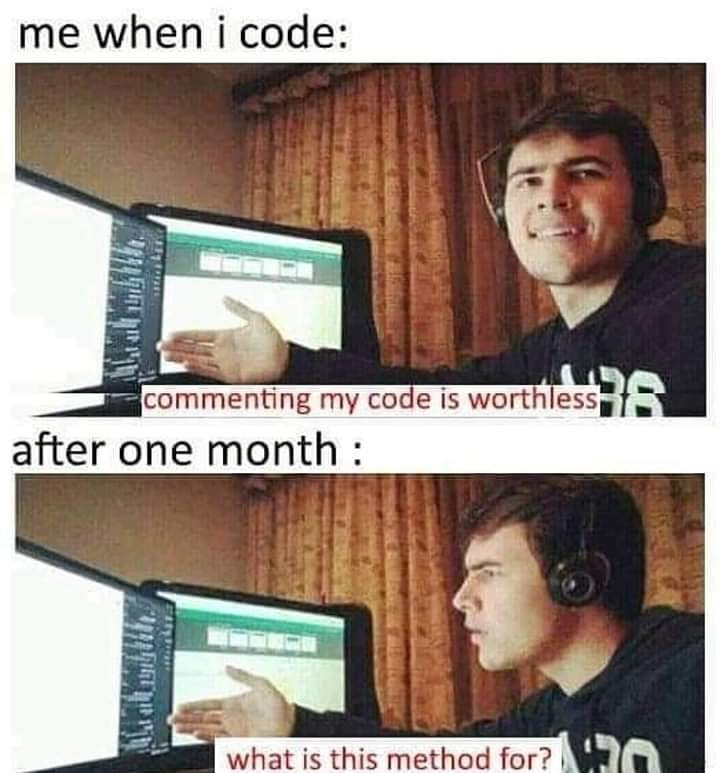 me when i code:
commenting my code is worthless
after one month :
what is this method for?